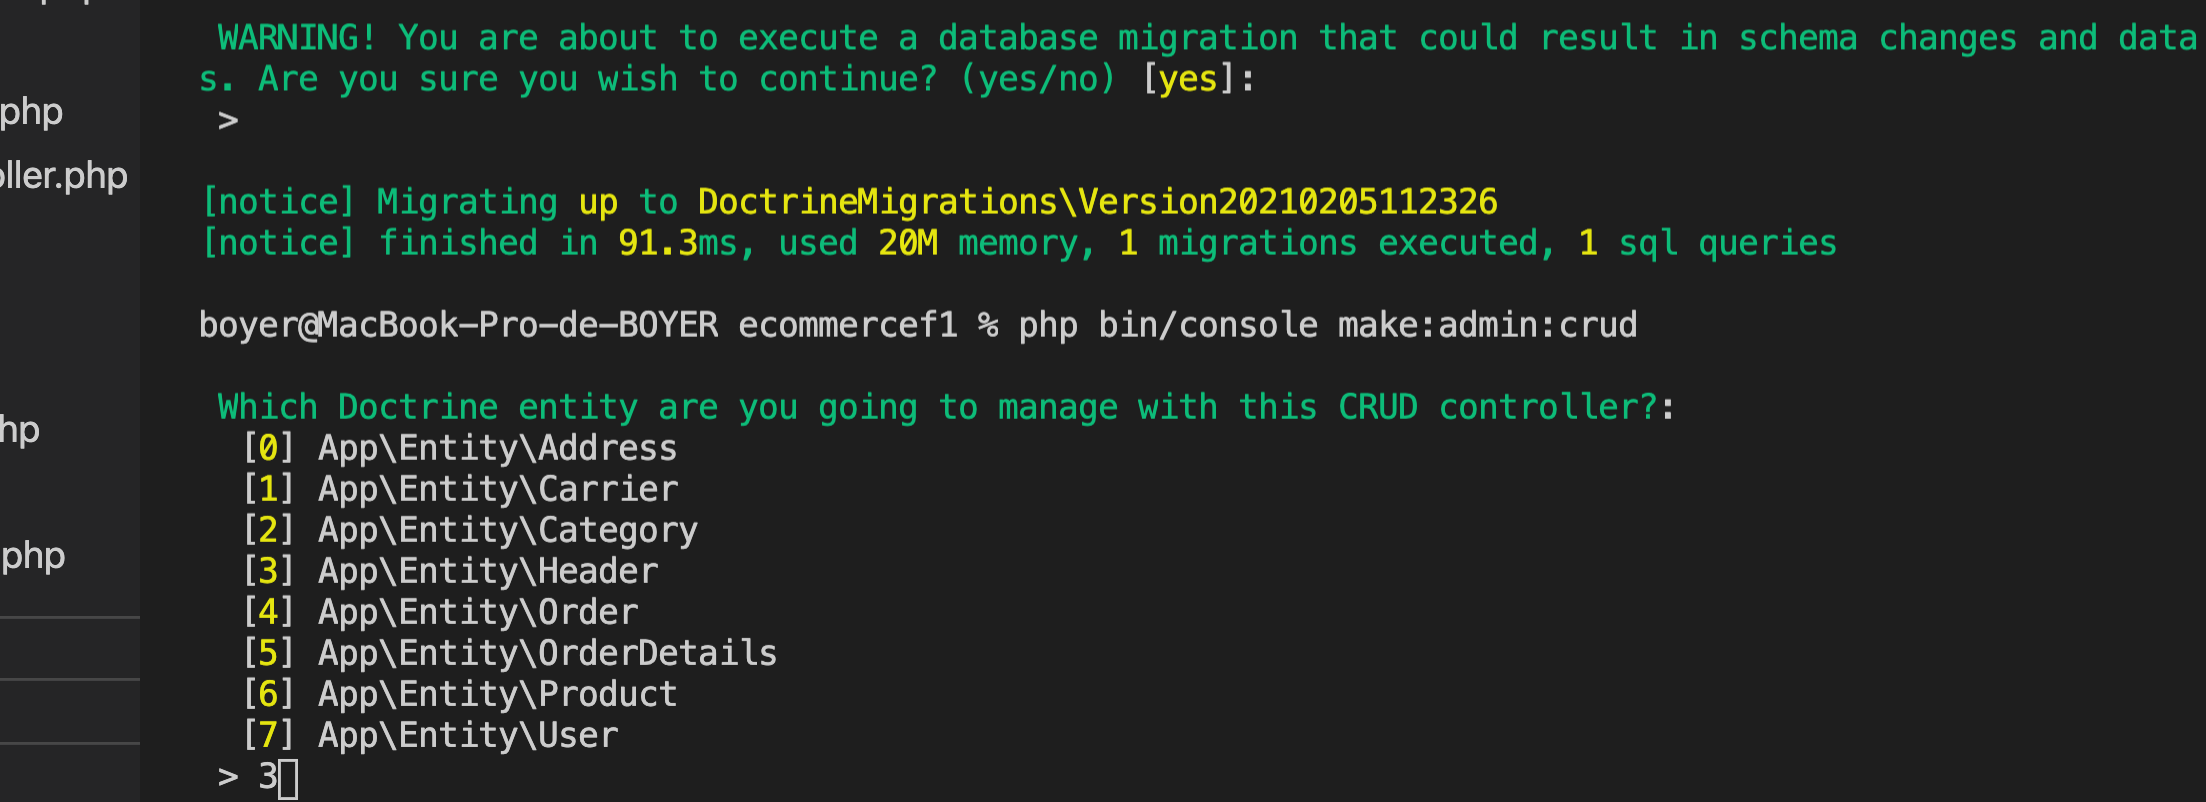 WARNING! You are about to execute a database migration that could result in schema changes and data
s. Are you sure you wish to continue? (yes/no) [yes]:
>
php
oller.php
[notice] Migrating up to DoctrineMigrations\Version20210205112326
[notice] finished in 91.3ms, used 20M memory, 1 migrations executed, 1 sql queries
boyer@MacBook-Pro-de-BOYER ecommercef1 % php bin/console make:admin:crud
Which Doctrine entity are you going to manage with this CRUD controller?:
hp
[0] App\Entity\Address
[1] App\Entity\Carrier
[2] App\Entity\Category
.php
[3] App\Entity\Header
[4] App\Entity\Order
[5] App\Entity\OrderDetails
[6] App\Entity\Product
[7] App\Entity\User
> 3